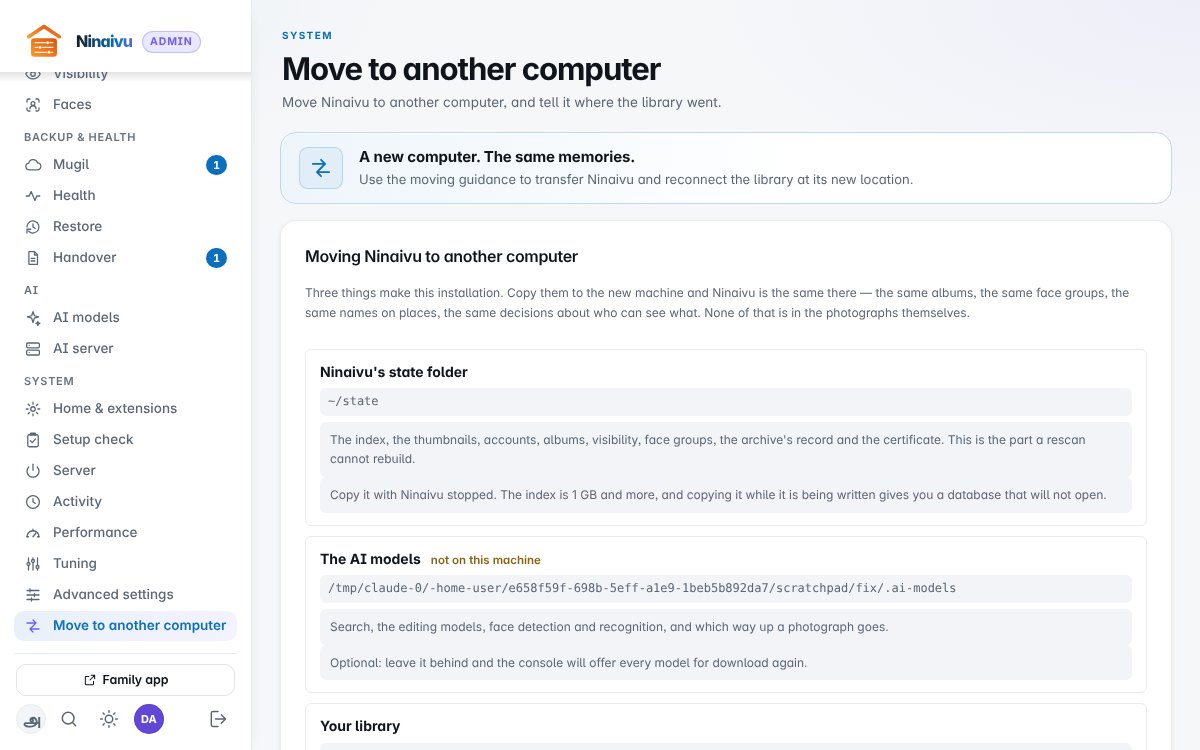 Ninaivu ADMIN
Visibility
Faces
BACKUP & HEALTH
Mugil 1
Health
Restore
Handover 1
AI
AI models
AI server
SYSTEM
Home & extensions
Setup check
Server
Activity
Performance
Tuning
Advanced settings
Move to another computer
Family app
அ
DA
SYSTEM
Move to another computer
Move Ninaivu to another computer, and tell it where the library went.
A new computer. The same memories.
Use the moving guidance to transfer Ninaivu and reconnect the library at its new location.
Moving Ninaivu to another computer
Three things make this installation. Copy them to the new machine and Ninaivu is the same there — the same albums, the same face groups, the
same names on places, the same decisions about who can see what. None of that is in the photographs themselves.
Ninaivu's state folder
~/state
The index, the thumbnails, accounts, albums, visibility, face groups, the archive's record and the certificate. This is the part a rescan
cannot rebuild.
Copy it with Ninaivu stopped. The index is 1 GB and more, and copying it while it is being written gives you a database that will not open.
The AI models not on this machine
/tmp/claude-0/-home-user/e658f59f-698b-5eff-a1e9-1beb5b892da7/scratchpad/fix/.ai-models
Search, the editing models, face detection and recognition, and which way up a photograph goes.
Optional: leave it behind and the console will offer every model for download again.
Your library